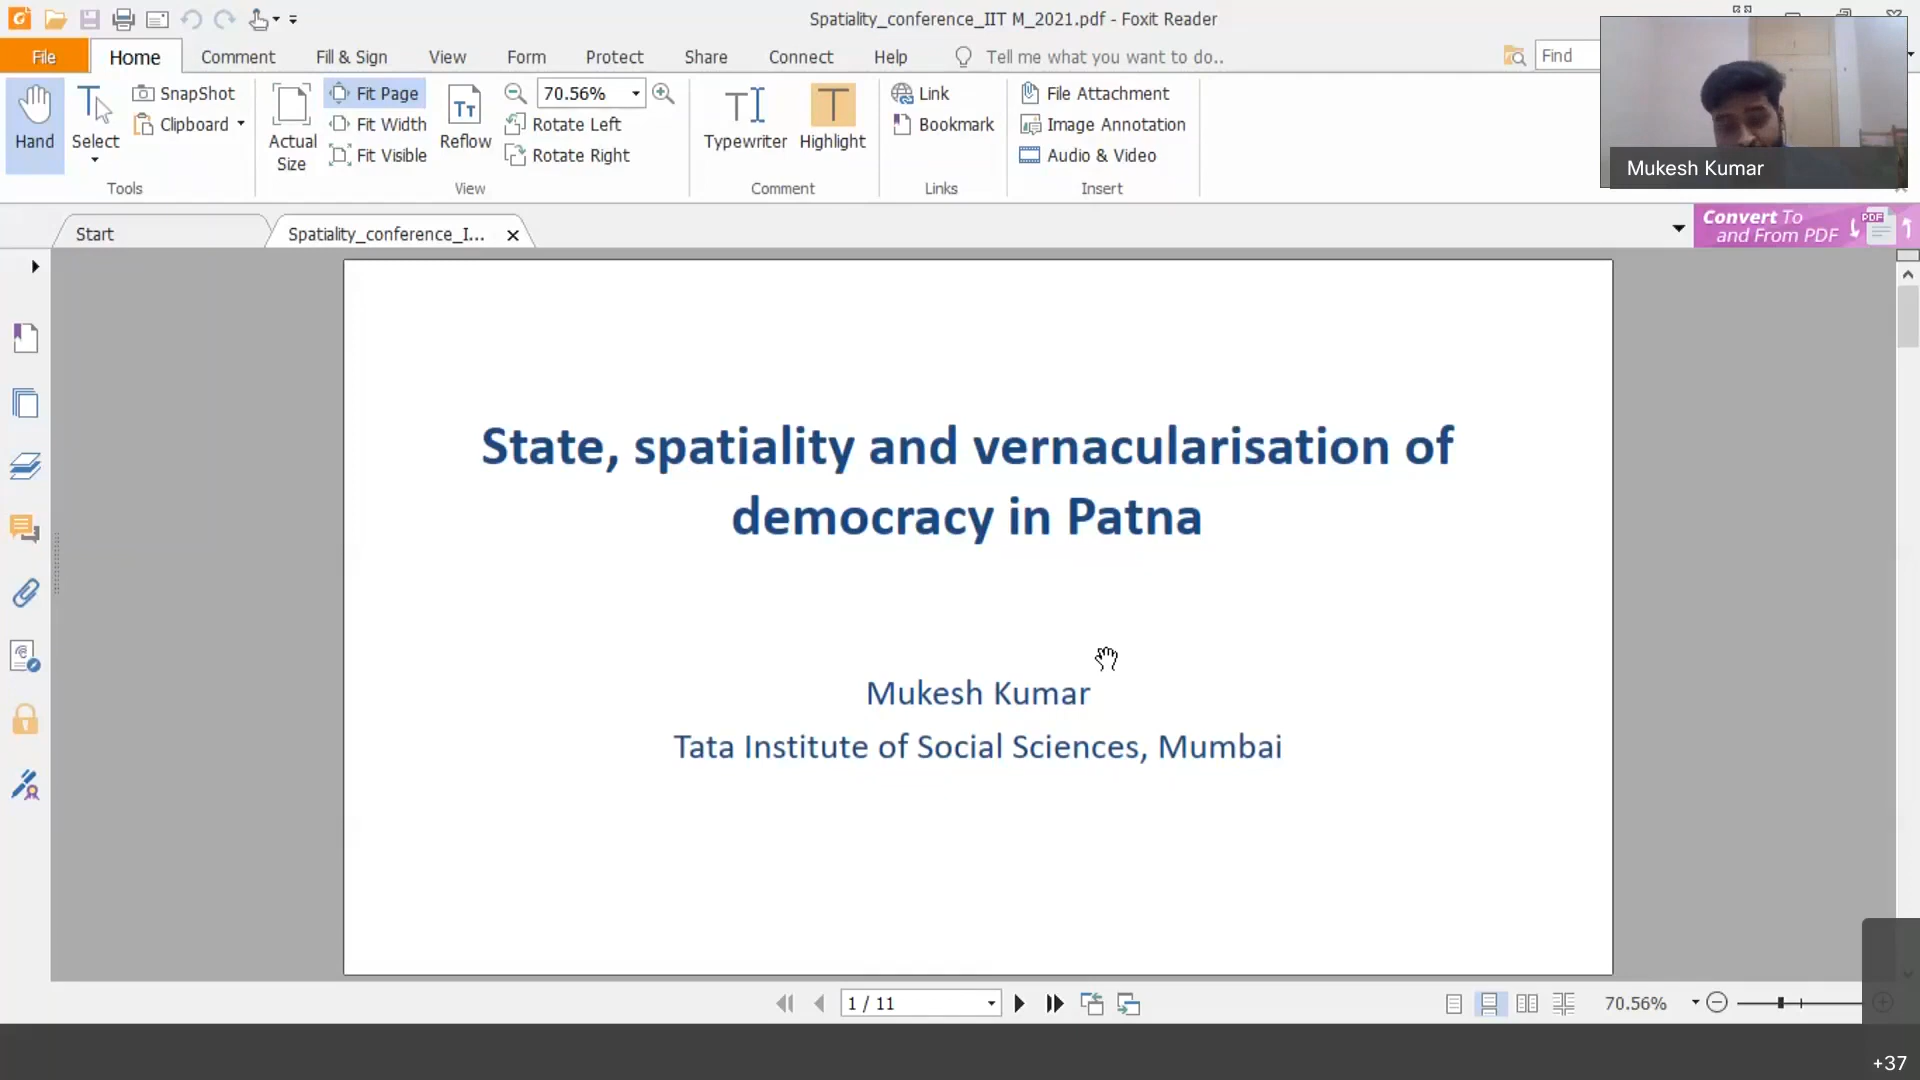 Spatiality_conference_IIT M_2021.pdf - Foxit Reader
File Home Comment Fill & Sign View Form Protect Share Connect Help Tell me what you want to do.. Find
Hand
Select
SnapShot
Clipboard
Tools
Actual Size
Fit Page
Fit Width
Fit Visible
Reflow
70.56%
Rotate Left
Rotate Right
View
Typewriter
Highlight
Comment
Link
Bookmark
Links
File Attachment
Image Annotation
Audio & Video
Insert
Mukesh Kumar
Start
Spatiality_conference_I...
Convert To
and From PDF
PDF
State, spatiality and vernacularisation of
democracy in Patna
Mukesh Kumar
Tata Institute of Social Sciences, Mumbai
1 / 11
70.56%
+37